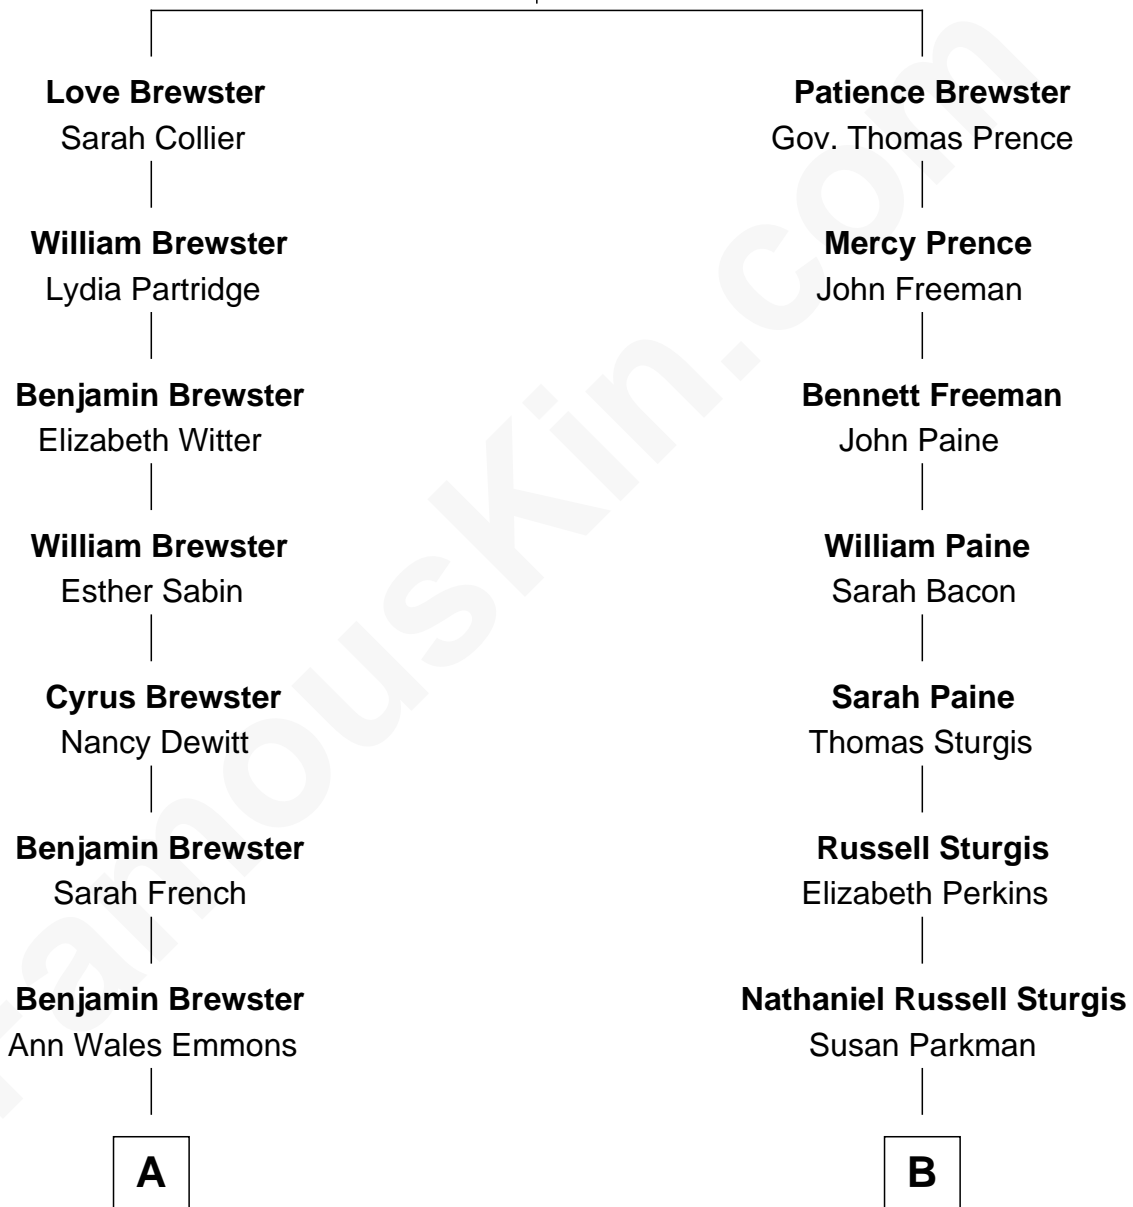 Love Brewster
Sarah Collier
William Brewster
Lydia Partridge
Benjamin Brewster
Elizabeth Witter
William Brewster
Esther Sabin
Cyrus Brewster
Nancy Dewitt
Benjamin Brewster
Sarah French
Benjamin Brewster
Ann Wales Emmons
A
Patience Brewster
Gov. Thomas Prence
Mercy Prence
John Freeman
Bennett Freeman
John Paine
William Paine
Sarah Bacon
Sarah Paine
Thomas Sturgis
Russell Sturgis
Elizabeth Perkins
Nathaniel Russell Sturgis
Susan Parkman
B
FamousKin.com